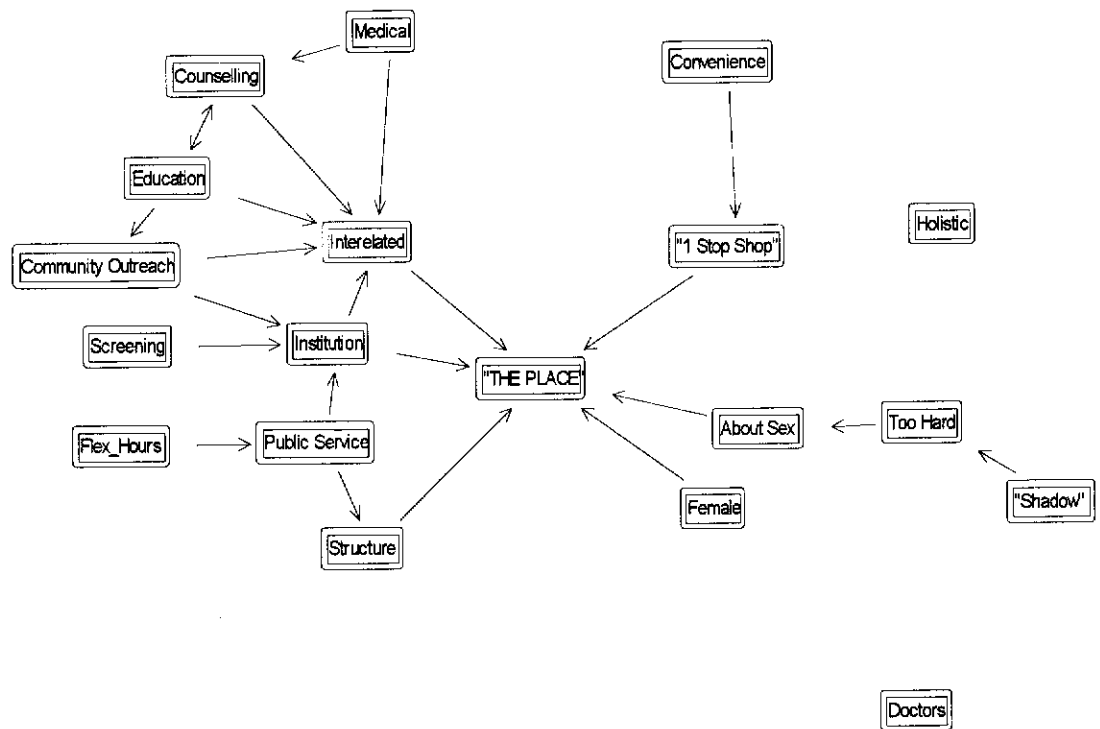 Medical
Convenience
Counselling
Education
Holistic
Interelated
"1 Stop Shop"
Community Outreach
Screening
Institution
"THE PLACE"
About Sex
Too Hard
Flex_Hours
Public Service
Female
"Shadow"
Structure
Doctors